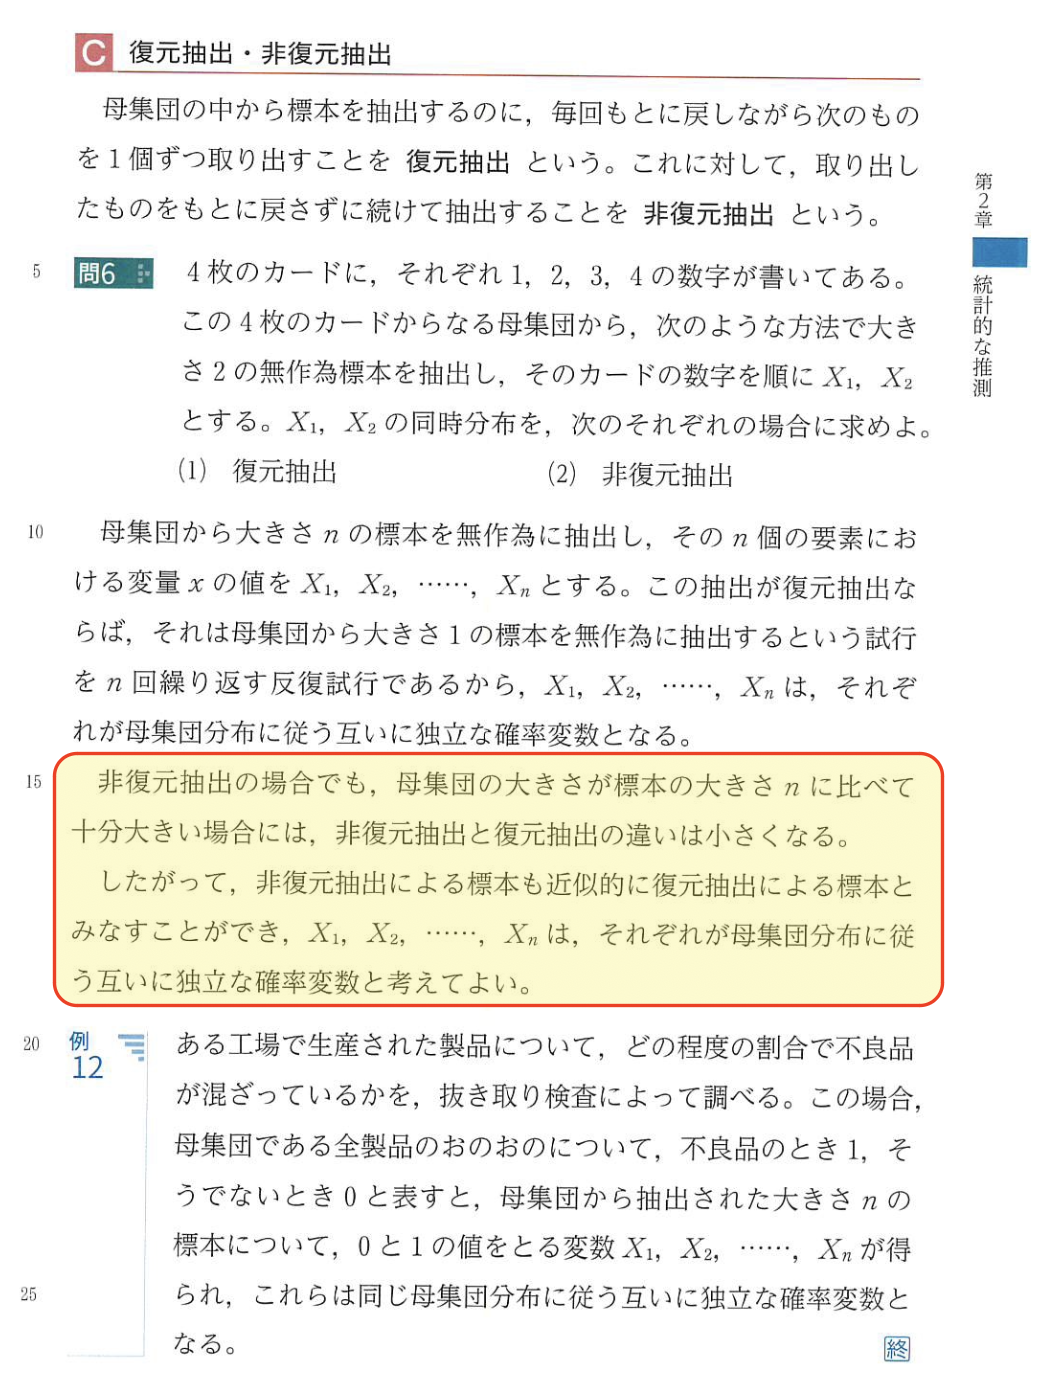 C 復元抽出・非復元抽出
母集団の中から標本を抽出するのに，毎回もとに戻しながら次のもの
を1個ずつ取り出すことを 復元抽出 という。これに対して，取り出し
たものをもとに戻さずに続けて抽出することを 非復元抽出 という。
第2章 統計的な推測
5 問6 4枚のカードに，それぞれ1，2，3，4の数字が書いてある。
この4枚のカードからなる母集団から，次のような方法で大き
さ2の無作為標本を抽出し，そのカードの数字を順に X₁，X₂
とする。X₁，X₂ の同時分布を，次のそれぞれの場合に求めよ。
(1) 復元抽出 (2) 非復元抽出
10 母集団から大きさ n の標本を無作為に抽出し，その n 個の要素にお
ける変量 x の値を X₁，X₂，……，Xₙ とする。この抽出が復元抽出な
らば，それは母集団から大きさ1の標本を無作為に抽出するという試行
を n 回繰り返す反復試行であるから，X₁，X₂，……，Xₙ は，それぞ
れが母集団分布に従う互いに独立な確率変数となる。
15 非復元抽出の場合でも，母集団の大きさが標本の大きさ n に比べて
十分大きい場合には，非復元抽出と復元抽出の違いは小さくなる。
したがって，非復元抽出による標本も近似的に復元抽出による標本と
みなすことができ，X₁，X₂，……，Xₙ は，それぞれが母集団分布に従
う互いに独立な確率変数と考えてよい。
20 例12 ある工場で生産された製品について，どの程度の割合で不良品
が混ざっているかを，抜き取り検査によって調べる。この場合，
母集団である全製品のおのおのについて，不良品のとき1，そ
うでないとき0と表すと，母集団から抽出された大きさ n の
標本について，0と1の値をとる変数 X₁，X₂，……，Xₙ が得
25 られ，これらは同じ母集団分布に従う互いに独立な確率変数と
なる。 終